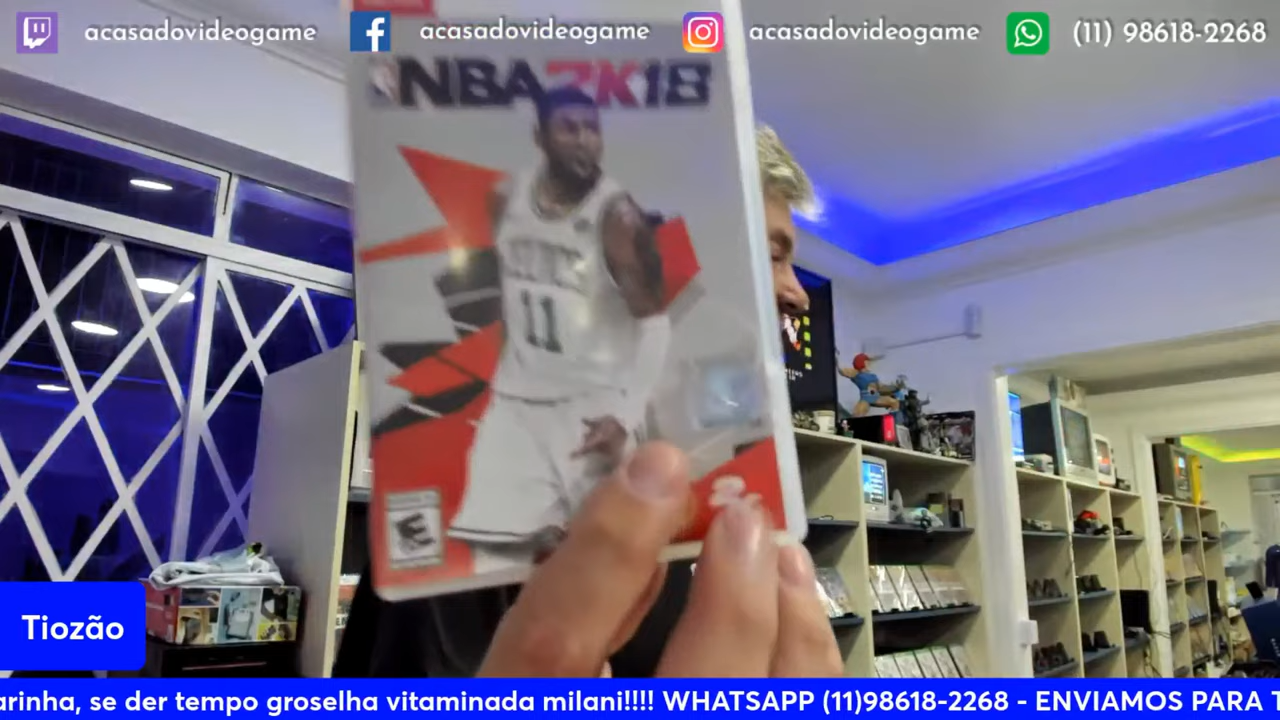 acasadovideogame acasadovideogame acasadovideogame (11) 98618-2268
NBA2K18
11
E
Tiozão
arinha, se der tempo groselha vitaminada milani!!!! WHATSAPP (11)98618-2268 - ENVIAMOS PARA T